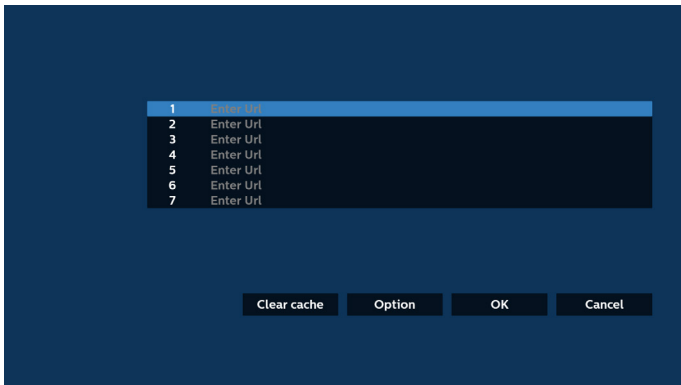 1 Enter Url
2 Enter Url
3 Enter Url
4 Enter Url
5 Enter Url
6 Enter Url
7 Enter Url
Clear cache Option OK Cancel